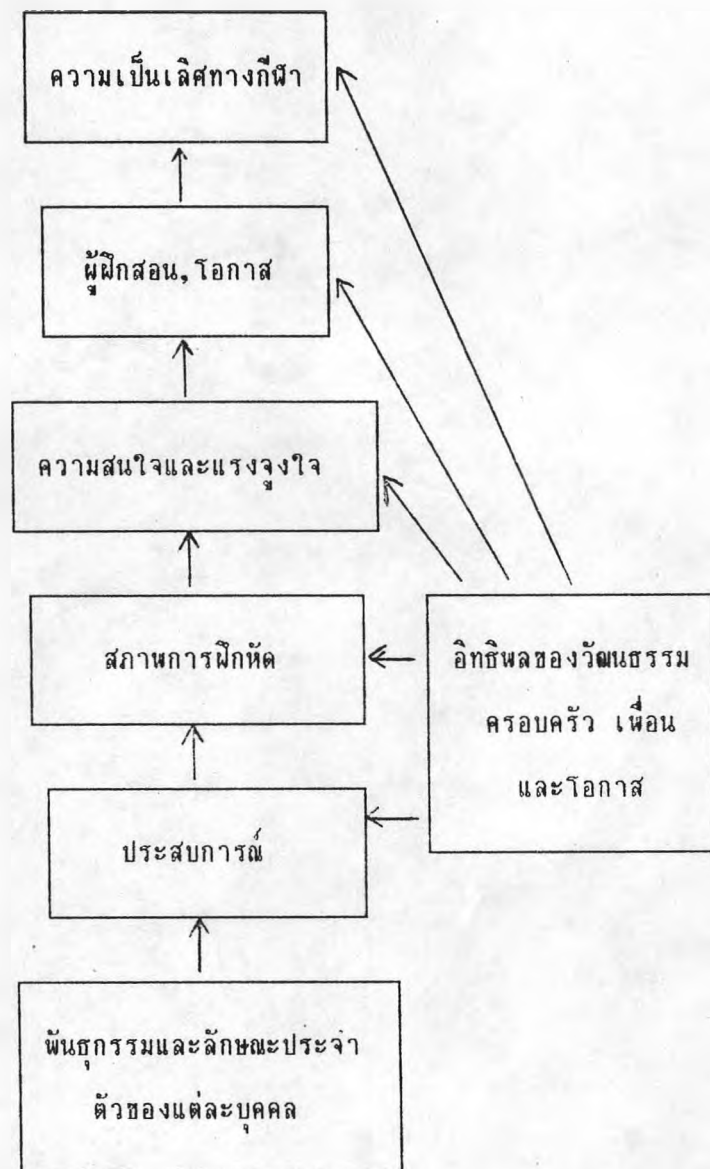 ความเป็นเลิศทางกีฬา
ผู้ฝึกสอน,โอกาส
ความสนใจและแรงจูงใจ
สภาพการฝึกหัด
อิทธิพลของวัฒนธรรม
ครอบครัว เพื่อน
และโอกาส
ประสบการณ์
พันธุกรรมและลักษณะประจำ
ตัวของแต่ละบุคคล